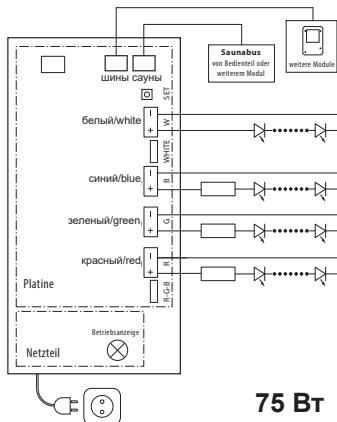 Saunabus
von Bedienteil oder
weiterem Modul
weitere Module
шины сауны
SET
белый/white
W
WHITE
синий/blue
B
зеленый/green
G
красный/red
R
R-G-B
Platine
Betriebsanzeige
Netzteil
75 Вт